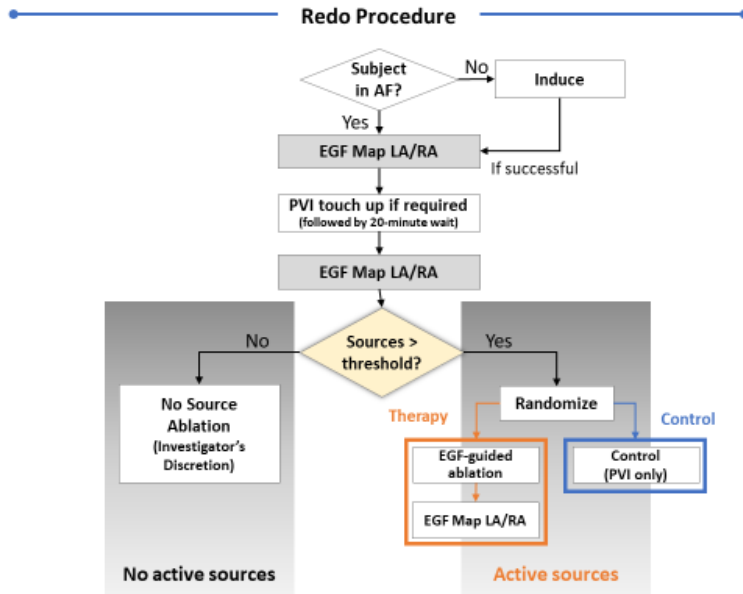 Redo Procedure
Subject
in AF?
No
Induce
Yes
EGF Map LA/RA
If successful
PVI touch up if required
(followed by 20-minute wait)
EGF Map LA/RA
No
Sources >
threshold?
Yes
No Source
Ablation
(Investigator's
Discretion)
Randomize
Therapy
Control
EGF-guided
ablation
Control
(PVI only)
EGF Map LA/RA
No active sources
Active sources